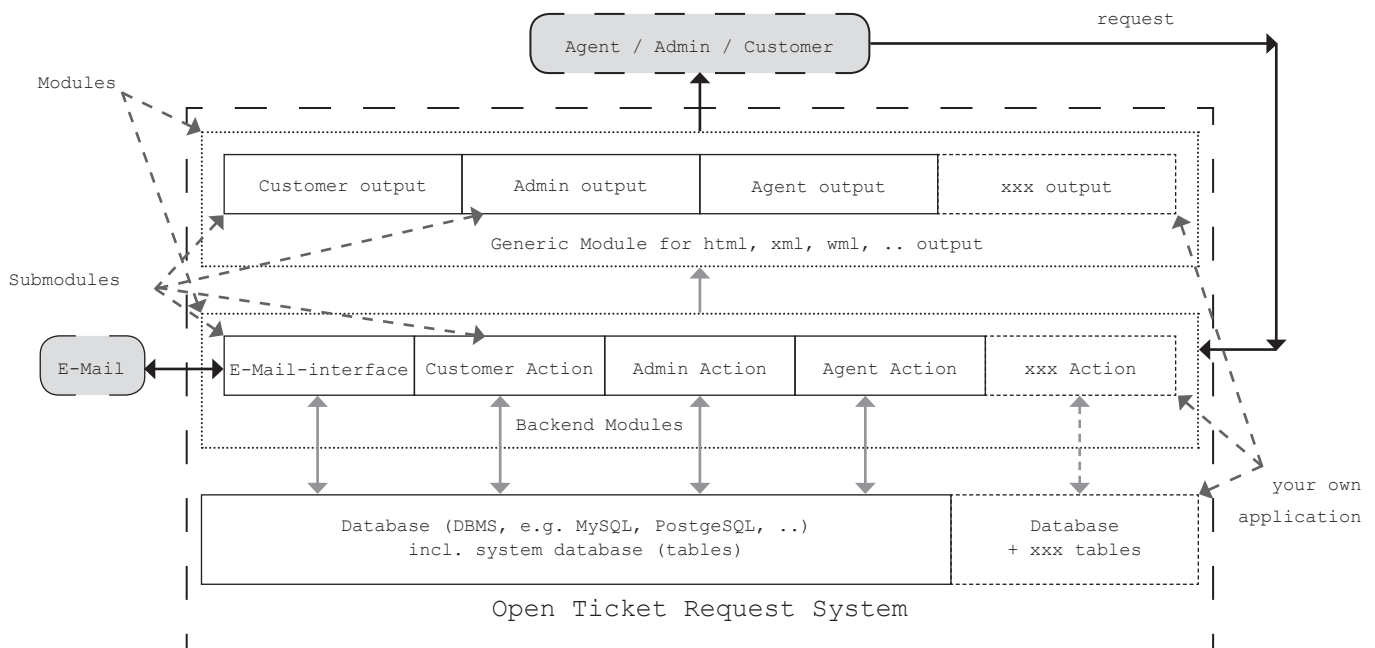 request
Agent / Admin / Customer
Modules
Customer output
Admin output
Agent output
xxx output
Generic Module for html, xml, wml, .. output
Submodules
E-Mail
E-Mail-interface
Customer Action
Admin Action
Agent Action
xxx Action
Backend Modules
your own
application
Database (DBMS, e.g. MySQL, PostgeSQL, ..)
incl. system database (tables)
Database
+ xxx tables
Open Ticket Request System